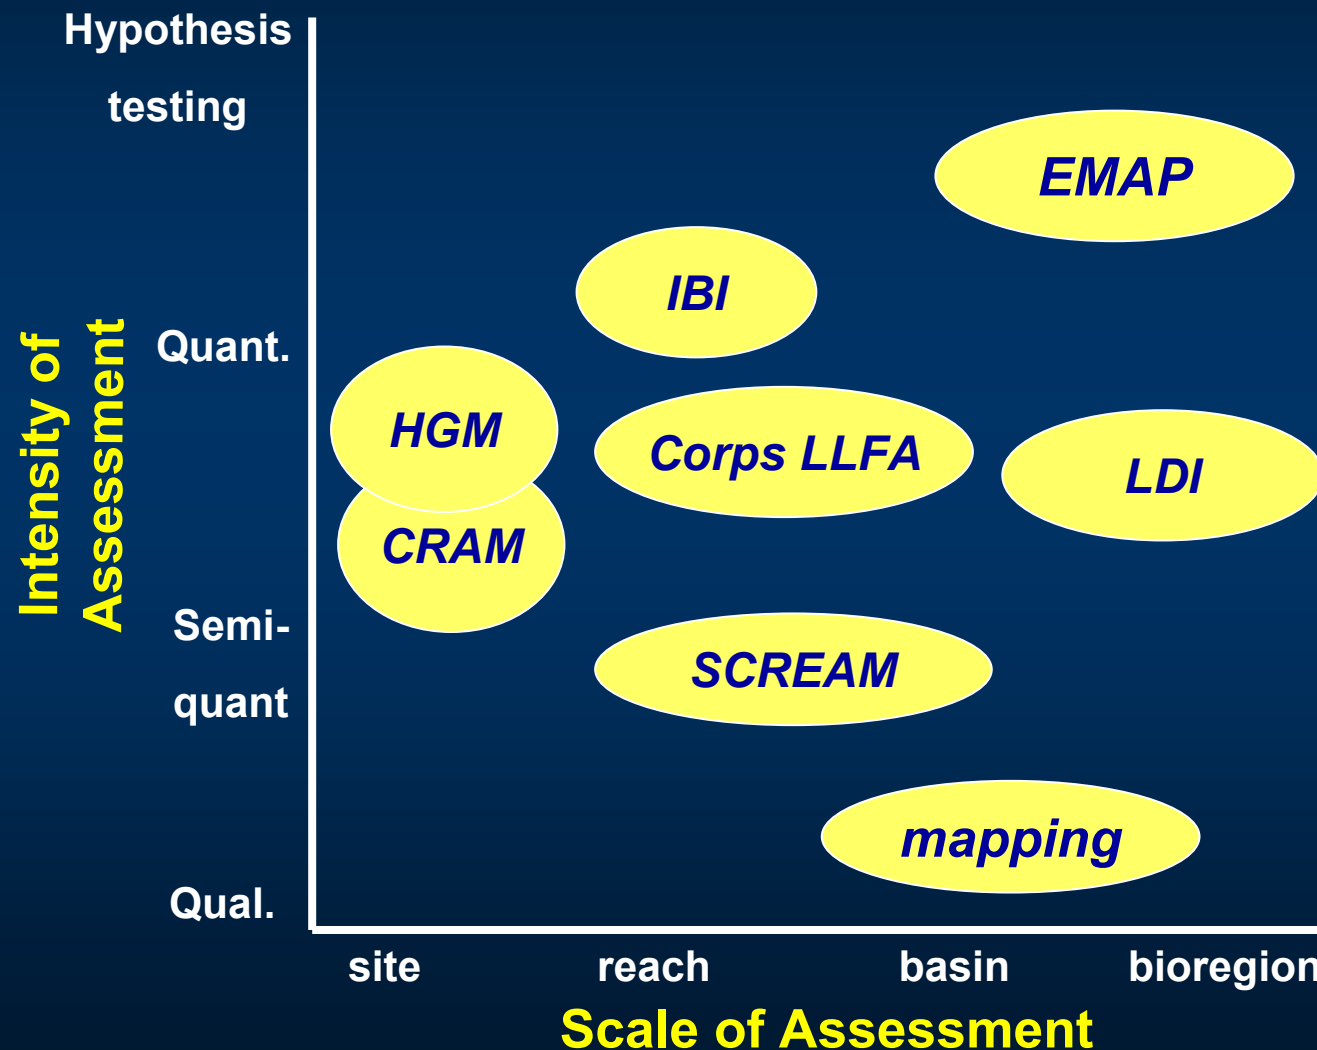 Hypothesis
testing
EMAP
IBI
Quant.
HGM
Corps LLFA
LDI
CRAM
Intensity of
Assessment
Semi-
quant
SCREAM
mapping
Qual.
site reach basin bioregion
Scale of Assessment